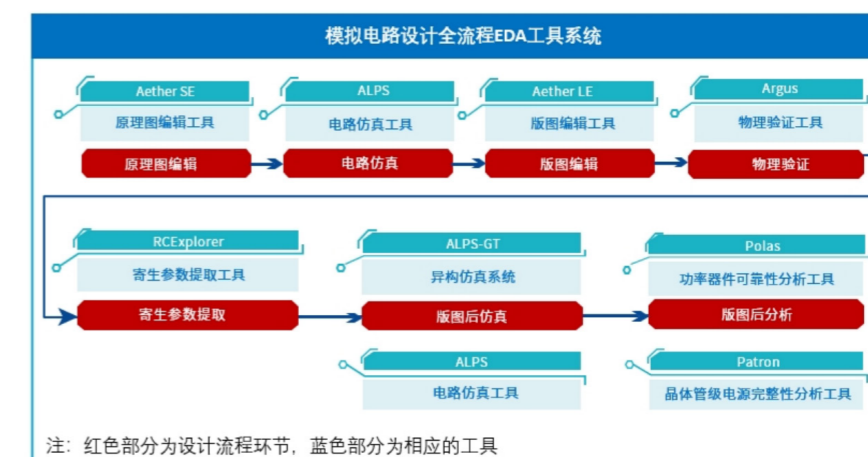 模拟电路设计全流程EDA工具系统
Aether SE
ALPS
Aether LE
Argus
原理图编辑工具
电路仿真工具
版图编辑工具
物理验证工具
原理图编辑
电路仿真
版图编辑
物理验证
RCExplorer
ALPS-GT
Polas
寄生参数提取工具
异构仿真系统
功率器件可靠性分析工具
寄生参数提取
版图后仿真
版图后分析
ALPS
Patron
电路仿真工具
晶体管级电源完整性分析工具
注：红色部分为设计流程环节，蓝色部分为相应的工具